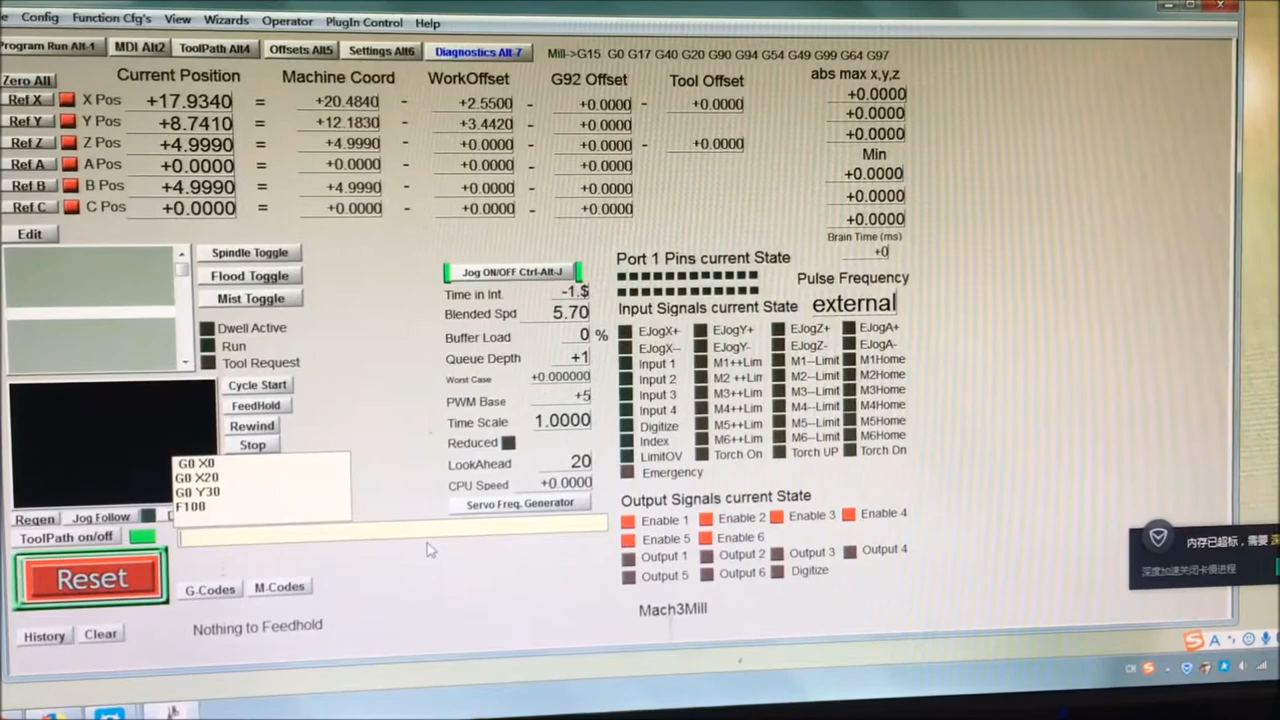 Config Function Cfg's View Wizards Operator PlugIn Control Help
Program Run Alt-1 MDI Alt2 ToolPath Alt4 Offsets Alt5 Settings Alt6 Diagnostics Alt-7 Mill->G15 G0 G17 G40 G20 G90 G94 G54 G49 G99 G64 G97
Zero All Current Position Machine Coord WorkOffset G92 Offset Tool Offset abs max x,y,z
Ref X X Pos +17.9340 = +20.4840 - +2.5500 - +0.0000 - +0.0000 +0.0000
Ref Y Y Pos +8.7410 = +12.1830 - +3.4420 - +0.0000 +0.0000
Ref Z Z Pos +4.9990 = +4.9990 - +0.0000 - +0.0000 - +0.0000 +0.0000
Min
Ref A A Pos +0.0000 = +0.0000 - +0.0000 - +0.0000 +0.0000
Ref B B Pos +4.9990 = +4.9990 - +0.0000 - +0.0000 +0.0000
Ref C C Pos +0.0000 = +0.0000 - +0.0000 - +0.0000 +0.0000
Edit
Brain Time (ms)
+0
Spindle Toggle
Flood Toggle
Mist Toggle
Dwell Active
Run
Tool Request
Cycle Start
FeedHold
Rewind
Stop
G0 X0
G0 X20
G0 Y30
F100
Regen Jog Follow
ToolPath on/off
Reset
G-Codes M-Codes
History Clear
Nothing to Feedhold
Jog ON/OFF Ctrl-Alt-J
Time in Int. -1.$
Blended Spd 5.70
Buffer Load 0 %
Queue Depth +1
Worst Case +0.000000
PWM Base +5
Time Scale 1.0000
Reduced
LookAhead 20
CPU Speed +0.0000
Servo Freq. Generator
Port 1 Pins current State
Pulse Frequency
external
Input Signals current State
EJogX+ EJogY+ EJogZ+ EJogA+
EJogX-- EJogY- EJogZ- EJogA-
Input 1 M1++Lim M1--Limit M1Home
Input 2 M2 ++Lim M2--Limit M2Home
Input 3 M3++Lim M3--Limit M3Home
Input 4 M4++Lim M4--Limit M4Home
Digitize M5++Lim M5--Limit M5Home
Index M6++Lim M6--Limit M6Home
LimitOV Torch On Torch UP Torch Dn
Emergency
Output Signals current State
Enable 1 Enable 2 Enable 3 Enable 4
Enable 5 Enable 6
Output 1 Output 2 Output 3 Output 4
Output 5 Output 6 Digitize
Mach3Mill
内存已超标，需要
深度加速关闭卡慢进程